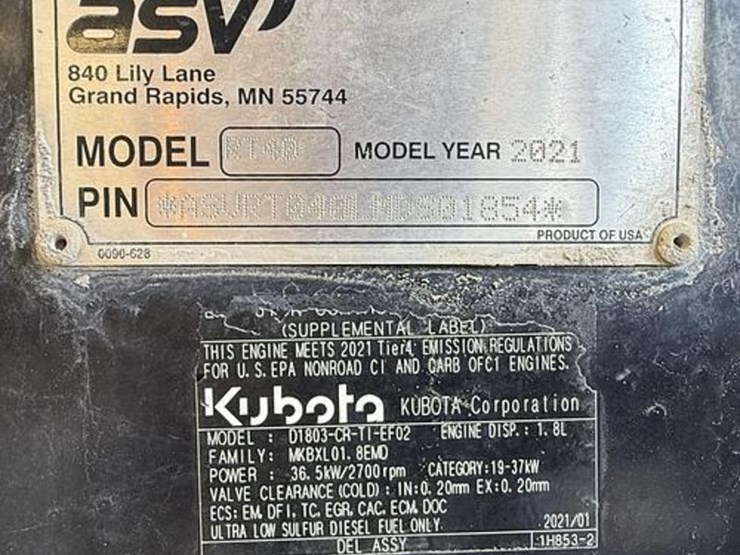 asv
840 Lily Lane
Grand Rapids, MN 55744
MODEL RT40 MODEL YEAR 2021
PIN *ASVRT040LMDS01854*
PRODUCT OF USA
0090-628
(SUPPLEMENTAL LABEL)
THIS ENGINE MEETS 2021 Tier4 EMISSION REGULATIONS
FOR U.S. EPA NONROAD CI AND CARB OFCI ENGINES.
Kubota KUBOTA Corporation
MODEL : D1803-CR-TI-EF02 ENGINE DISP.: 1.8L
FAMILY: MKBXL01.8EMD
POWER : 36.5kW/2700rpm CATEGORY:19-37kW
VALVE CLEARANCE (COLD) : IN:0.20mm EX:0.20mm
ECS: EM, DFI, TC, EGR, CAC, ECM, DOC
ULTRA LOW SULFUR DIESEL FUEL ONLY. 2021/01
DEL ASSY 1H853-2